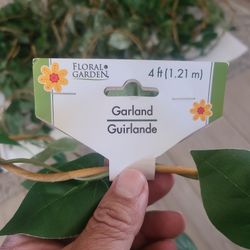 FLORAL
GARDEN
4 ft (1.21 m)
Garland
Guirlande